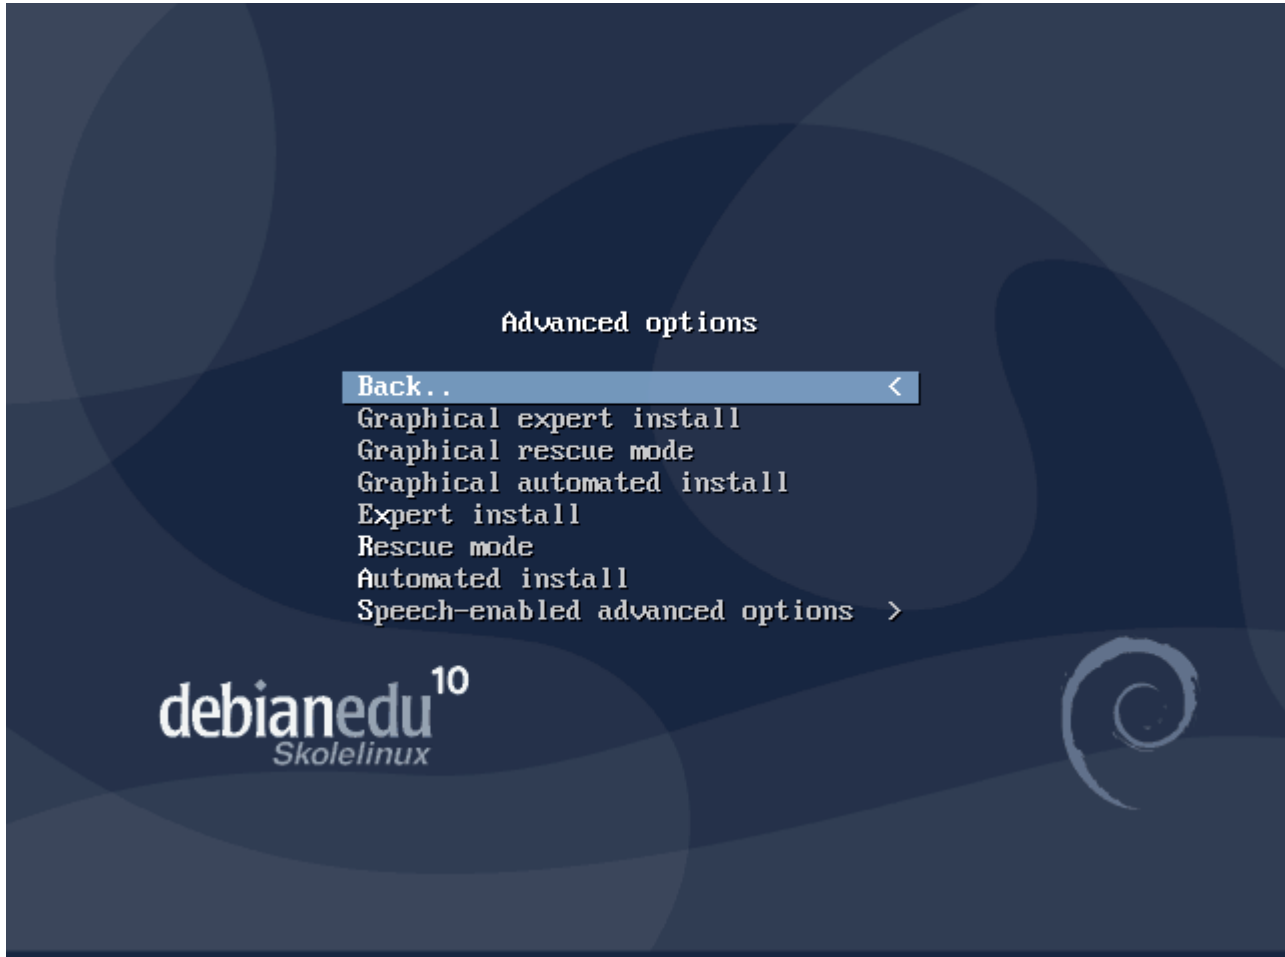 Advanced options
Back.. <
Graphical expert install
Graphical rescue mode
Graphical automated install
Expert install
Rescue mode
Automated install
Speech-enabled advanced options >
debianedu 10
Skolelinux